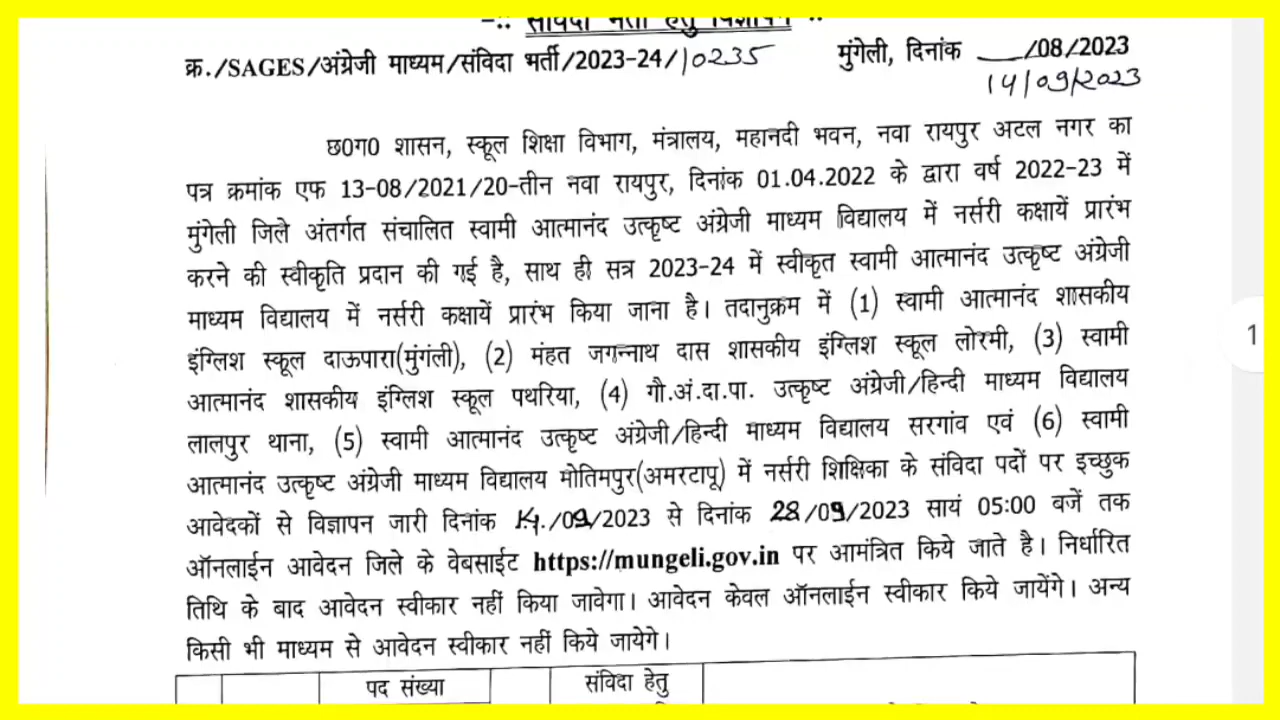 -:: संविदा भर्ती हेतु विज्ञापन ::-
क्र./SAGES/अंग्रेजी माध्यम/संविदा भर्ती/2023-24/10235 मुंगेली, दिनांक ___/08/2023
14/09/2023
छ0ग0 शासन, स्कूल शिक्षा विभाग, मंत्रालय, महानदी भवन, नवा रायपुर अटल नगर का
पत्र क्रमांक एफ 13-08/2021/20-तीन नवा रायपुर, दिनांक 01.04.2022 के द्वारा वर्ष 2022-23 में
मुंगेली जिले अंतर्गत संचालित स्वामी आत्मानंद उत्कृष्ट अंग्रेजी माध्यम विद्यालय में नर्सरी कक्षायें प्रारंभ
करने की स्वीकृति प्रदान की गई है, साथ ही सत्र 2023-24 में स्वीकृत स्वामी आत्मानंद उत्कृष्ट अंग्रेजी
माध्यम विद्यालय में नर्सरी कक्षायें प्रारंभ किया जाना है। तदानुक्रम में (1) स्वामी आत्मानंद शासकीय
इंग्लिश स्कूल दाऊपारा(मुंगंली), (2) मंहत जगन्नाथ दास शासकीय इंग्लिश स्कूल लोरमी, (3) स्वामी
आत्मानंद शासकीय इंग्लिश स्कूल पथरिया, (4) गौ.अं.दा.पा. उत्कृष्ट अंग्रेजी/हिन्दी माध्यम विद्यालय
लालपुर थाना, (5) स्वामी आत्मानंद उत्कृष्ट अंग्रेजी/हिन्दी माध्यम विद्यालय सरगांव एवं (6) स्वामी
आत्मानंद उत्कृष्ट अंग्रेजी माध्यम विद्यालय मोतिमपुर(अमरटापू) में नर्सरी शिक्षिका के संविदा पदों पर इच्छुक
आवेदकों से विज्ञापन जारी दिनांक 14./09/2023 से दिनांक 28/09/2023 सायं 05:00 बजें तक
ऑनलाईन आवेदन जिले के वेबसाईट https://mungeli.gov.in पर आमंत्रित किये जाते है। निर्धारित
तिथि के बाद आवेदन स्वीकार नहीं किया जावेगा। आवेदन केवल ऑनलाईन स्वीकार किये जायेंगे। अन्य
किसी भी माध्यम से आवेदन स्वीकार नहीं किये जायेगे।
पद संख्या संविदा हेतु
1